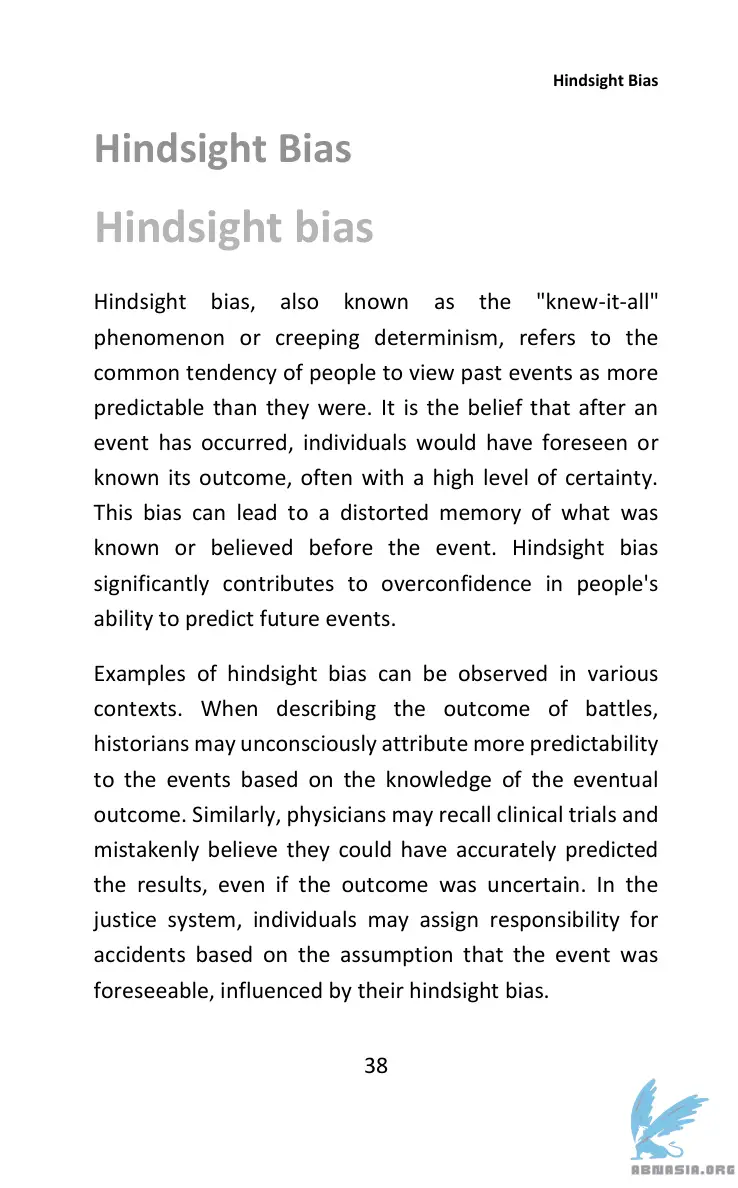 Hindsight Bias
Hindsight Bias
Hindsight bias
Hindsight bias, also known as the "knew-it-all"
phenomenon or creeping determinism, refers to the
common tendency of people to view past events as more
predictable than they were. It is the belief that after an
event has occurred, individuals would have foreseen or
known its outcome, often with a high level of certainty.
This bias can lead to a distorted memory of what was
known or believed before the event. Hindsight bias
significantly contributes to overconfidence in people's
ability to predict future events.
Examples of hindsight bias can be observed in various
contexts. When describing the outcome of battles,
historians may unconsciously attribute more predictability
to the events based on the knowledge of the eventual
outcome. Similarly, physicians may recall clinical trials and
mistakenly believe they could have accurately predicted
the results, even if the outcome was uncertain. In the
justice system, individuals may assign responsibility for
accidents based on the assumption that the event was
foreseeable, influenced by their hindsight bias.
38
ABNASIA.ORG